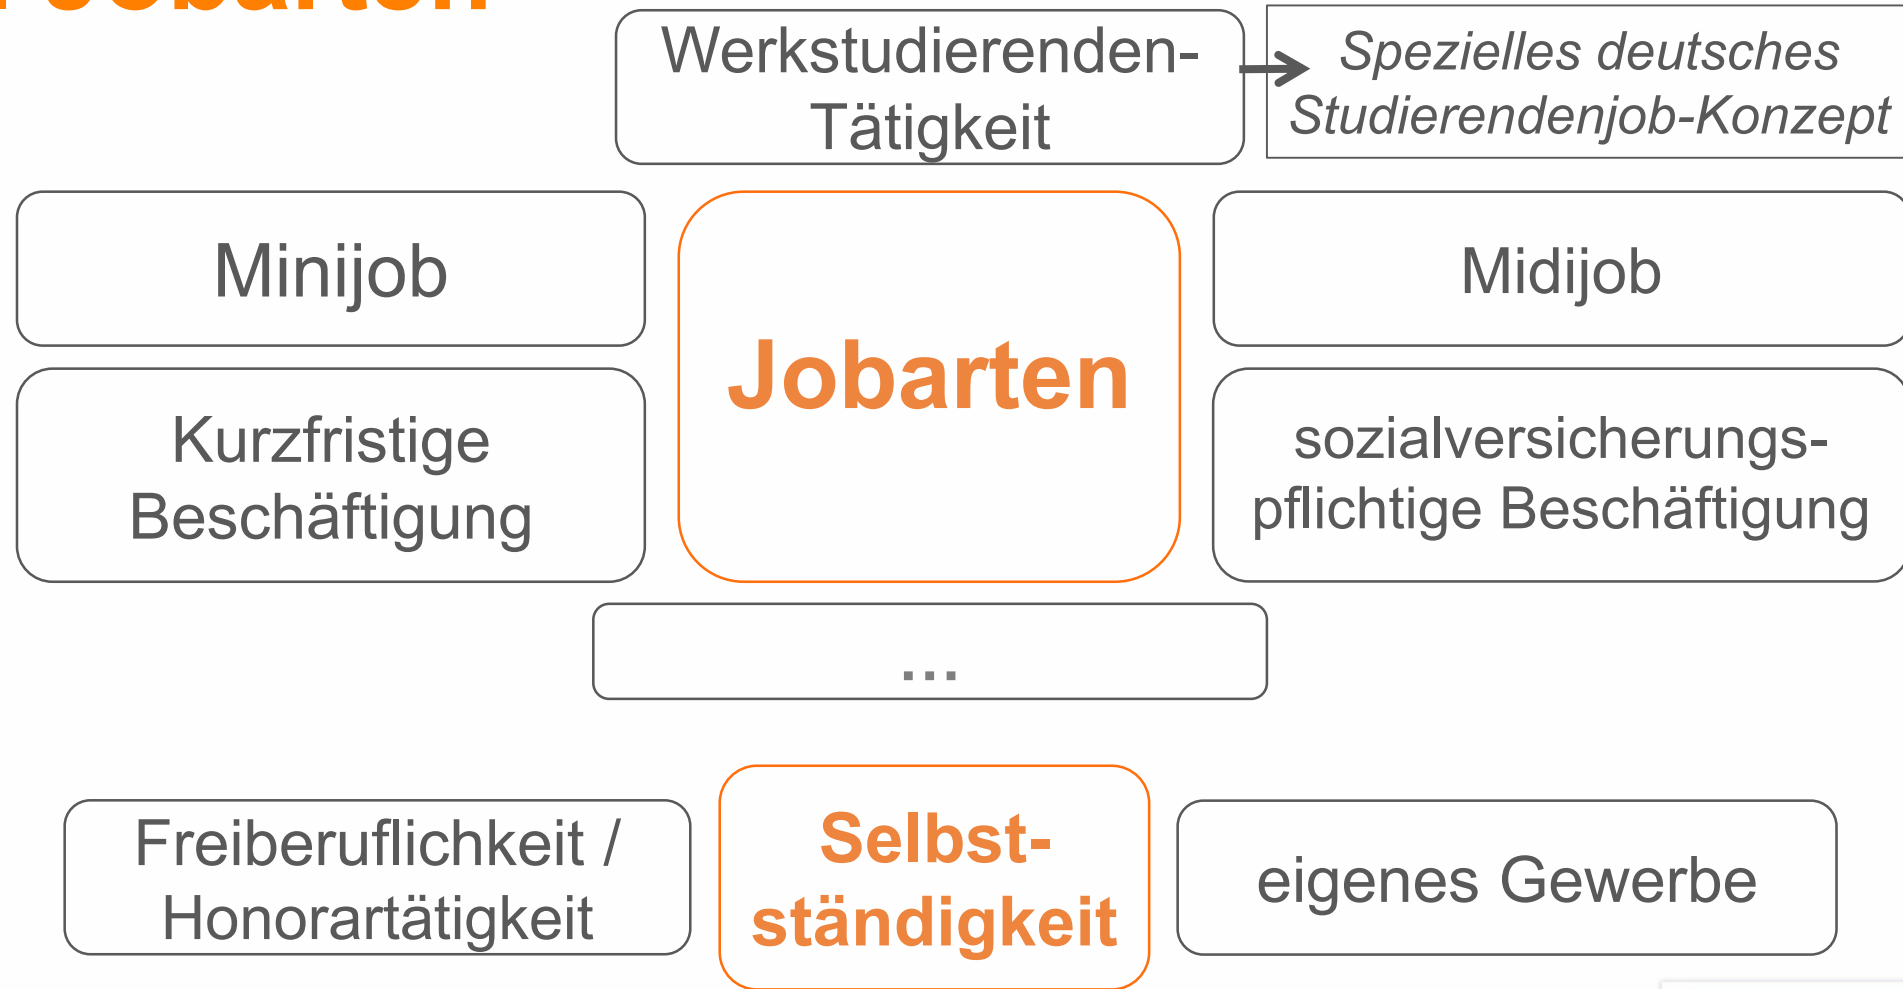 Jobarten
Werkstudierenden-
Tätigkeit
Spezielles deutsches
Studierendenjob-Konzept
Minijob
Jobarten
Midijob
Kurzfristige
Beschäftigung
sozialversicherungs-
pflichtige Beschäftigung
...
Freiberuflichkeit /
Honorartätigkeit
Selbst-
ständigkeit
eigenes Gewerbe